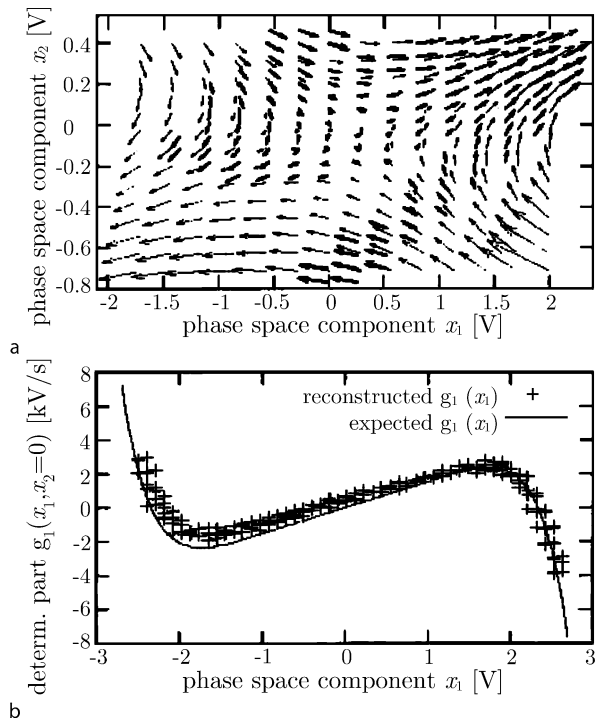 phase space component x₂ [V]
0.4
0.2
0
-0.2
-0.4
-0.6
-0.8
-2 -1.5 -1 -0.5 0 0.5 1 1.5 2
phase space component x₁ [V]
a
determ. part g₁(x₁,x₂=0) [kV/s]
8
6
4
2
0
-2
-4
-6
-8
reconstructed g₁ (x₁)
expected g₁ (x₁)
-3 -2 -1 0 1 2 3
phase space component x₁ [V]
b